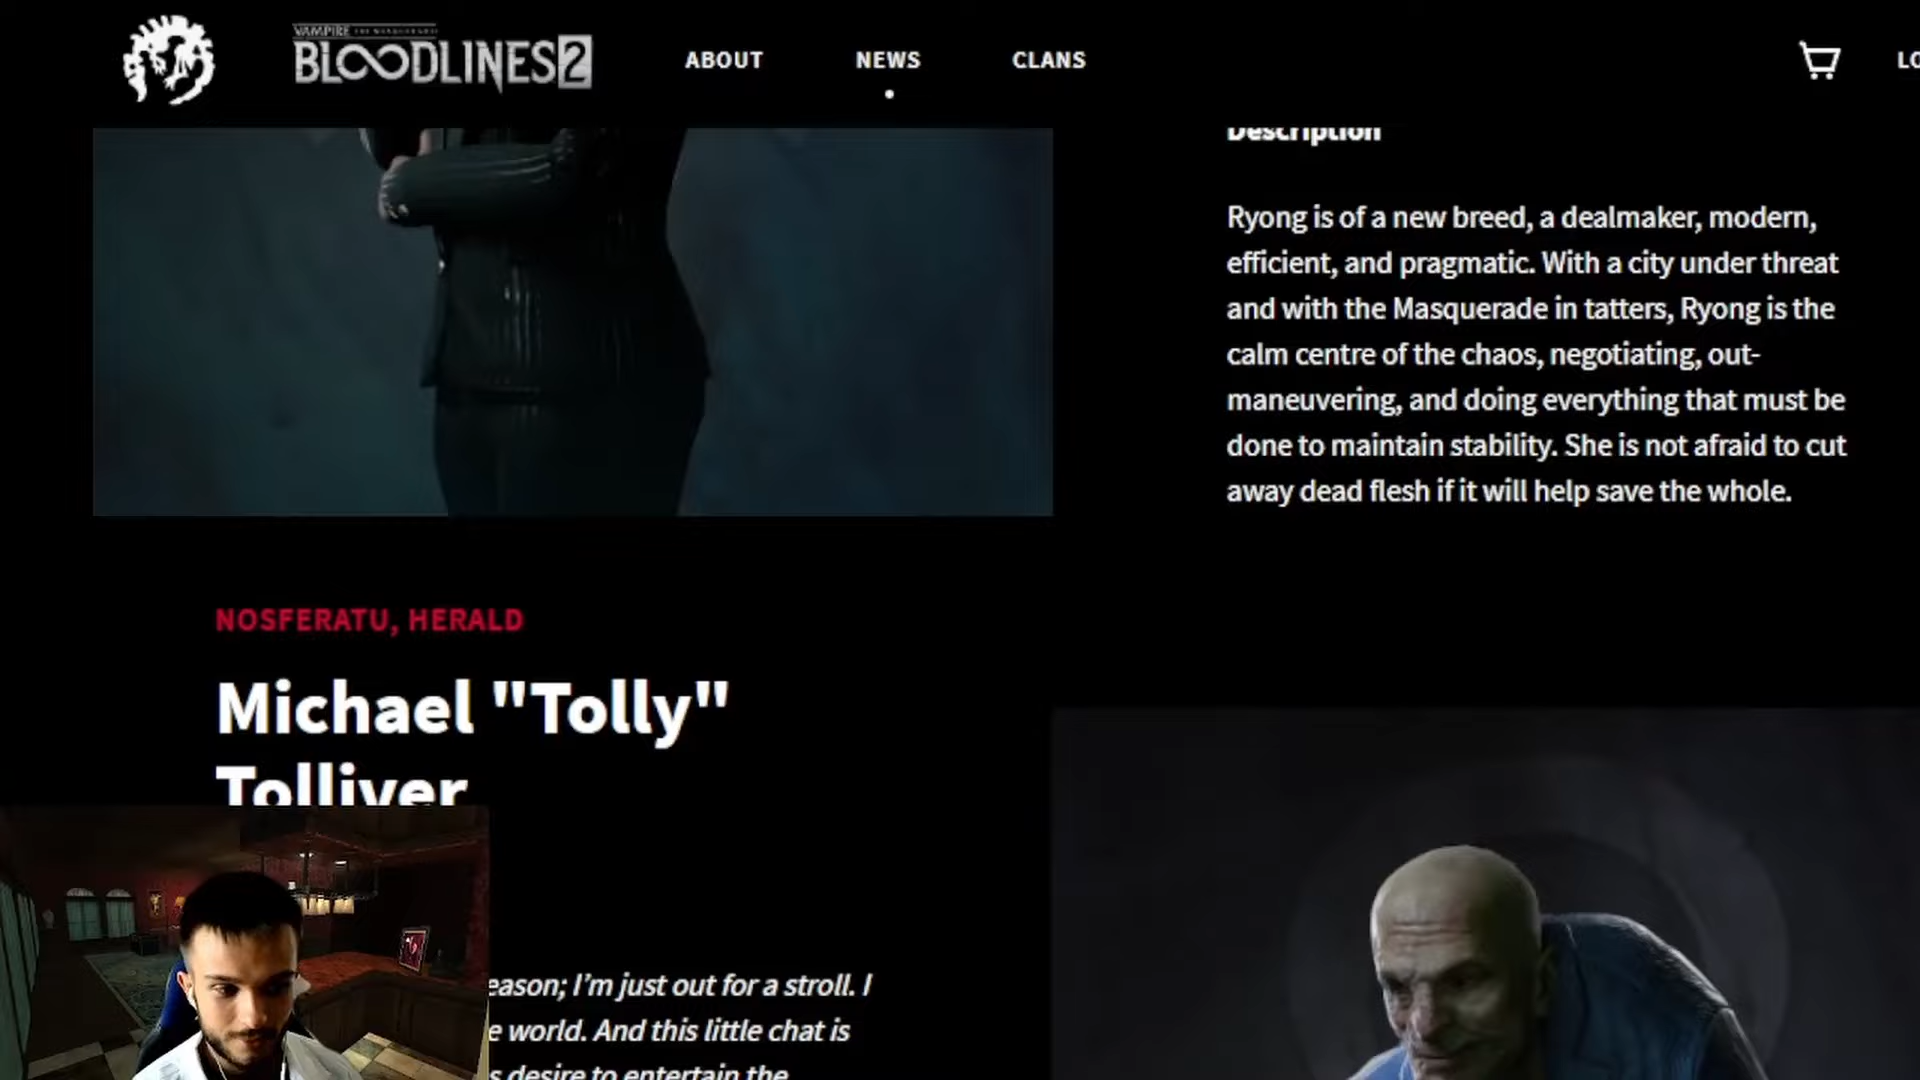 VAMPIRE
BLOODLINES 2
ABOUT
NEWS
CLANS
LO
Description
Ryong is of a new breed, a dealmaker, modern,
efficient, and pragmatic. With a city under threat
and with the Masquerade in tatters, Ryong is the
calm centre of the chaos, negotiating, out-
maneuvering, and doing everything that must be
done to maintain stability. She is not afraid to cut
away dead flesh if it will help save the whole.
NOSFERATU, HERALD
Michael "Tolly"
Tolliver
eason; I'm just out for a stroll. I
e world. And this little chat is
s desire to entertain the